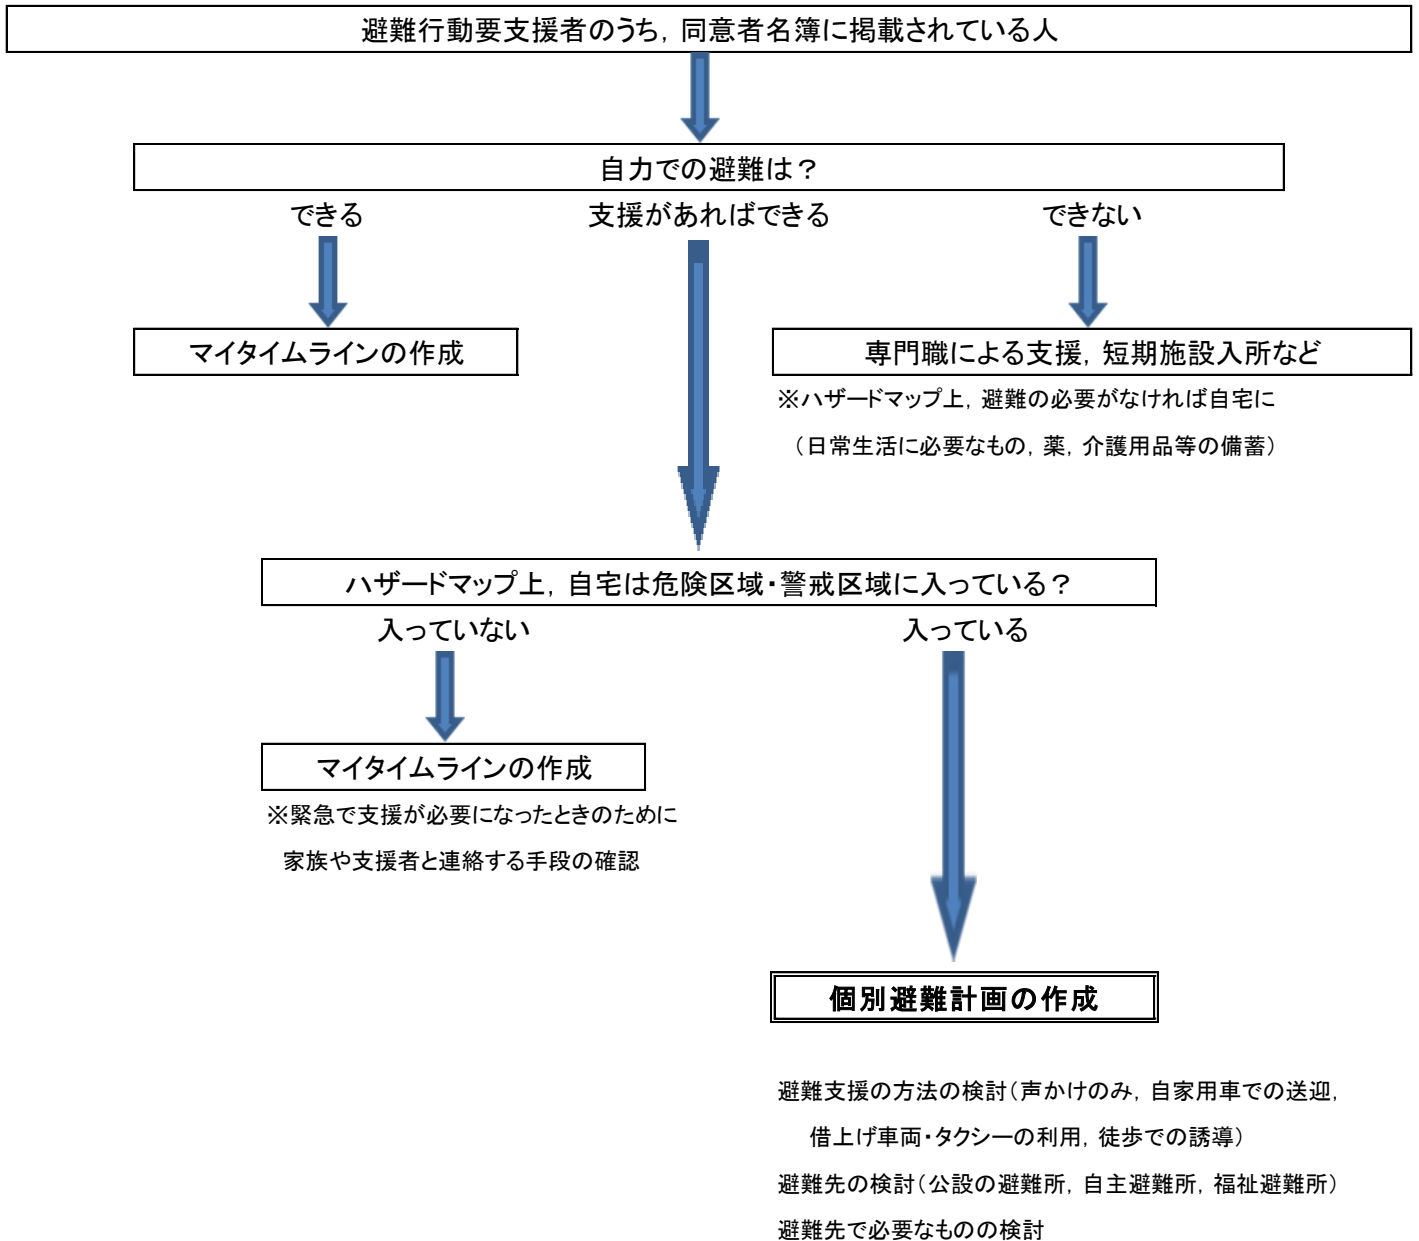 避難行動要支援者のうち，同意者名簿に掲載されている人
自力での避難は？
できる
支援があればできる
できない
マイタイムラインの作成
専門職による支援，短期施設入所など
※ハザードマップ上，避難の必要がなければ自宅に
（日常生活に必要なもの，薬，介護用品等の備蓄）
ハザードマップ上，自宅は危険区域・警戒区域に入っている？
入っていない
入っている
マイタイムラインの作成
※緊急で支援が必要になったときのために
家族や支援者と連絡する手段の確認
個別避難計画の作成
避難支援の方法の検討（声かけのみ，自家用車での送迎，
借上げ車両・タクシーの利用，徒歩での誘導）
避難先の検討（公設の避難所，自主避難所，福祉避難所）
避難先で必要なものの検討